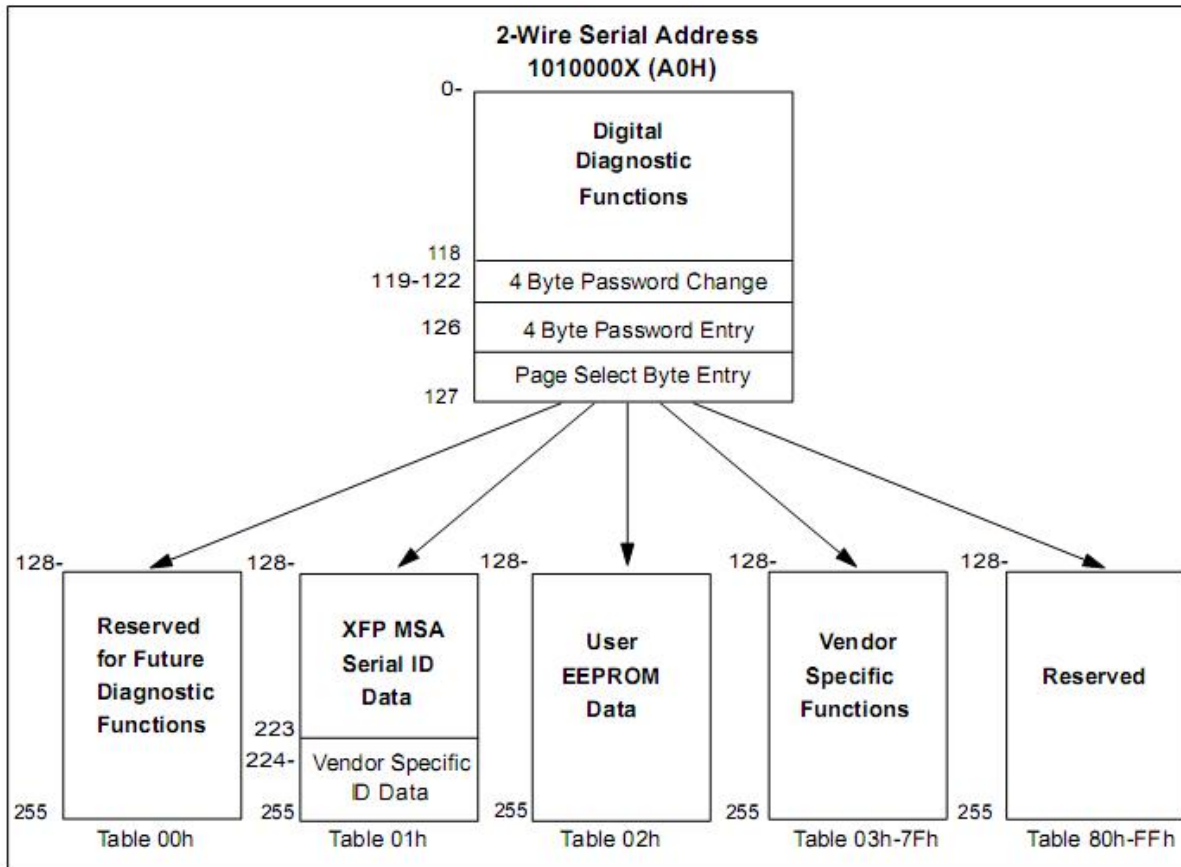 2-Wire Serial Address
1010000X (A0H)
0-
Digital
Diagnostic
Functions
118
119-122
4 Byte Password Change
126
4 Byte Password Entry
Page Select Byte Entry
127
128-
Reserved
for Future
Diagnostic
Functions
255
Table 00h
128-
XFP MSA
Serial ID
Data
223
224-
Vendor Specific
ID Data
255
Table 01h
128-
User
EEPROM
Data
255
Table 02h
128-
Vendor
Specific
Functions
255
Table 03h-7Fh
128-
Reserved
255
Table 80h-FFh